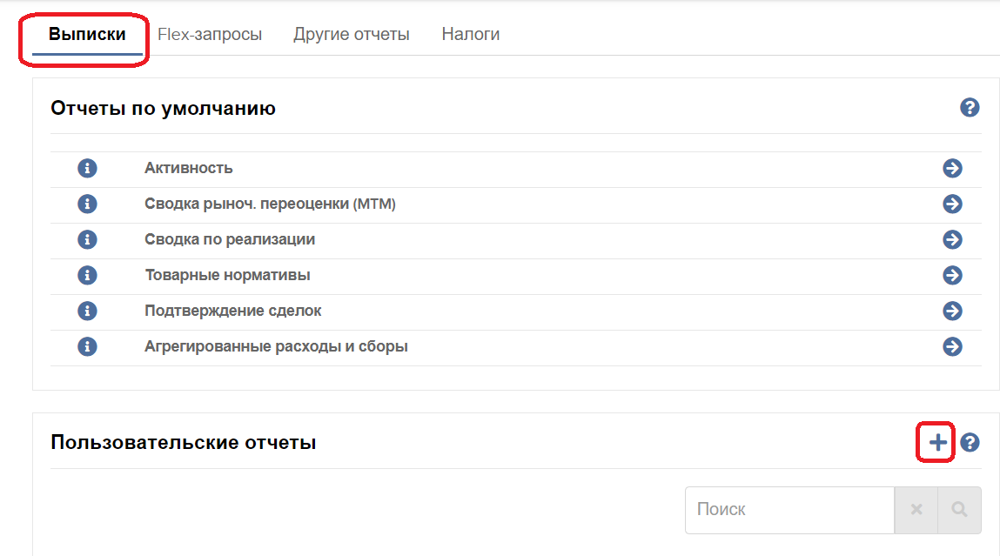 Выписки Flex-запросы Другие отчеты Налоги
Отчеты по умолчанию
Активность
Сводка рыноч. переоценки (MTM)
Сводка по реализации
Товарные нормативы
Подтверждение сделок
Агрегированные расходы и сборы
Пользовательские отчеты
Поиск